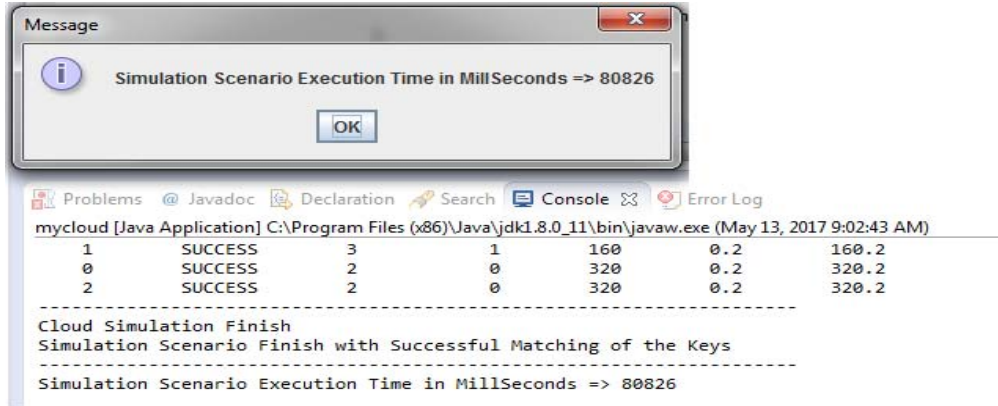 Message
Simulation Scenario Execution Time in MillSeconds => 80826
OK
Problems @ Javadoc Declaration Search Console Error Log
mycloud [Java Application] C:\Program Files (x86)\Java\jdk1.8.0_11\bin\javaw.exe (May 13, 2017 9:02:43 AM)
1 SUCCESS 3 1 160 0.2 160.2
0 SUCCESS 2 0 320 0.2 320.2
2 SUCCESS 2 0 320 0.2 320.2
--------------------------------------------------------------------
Cloud Simulation Finish
Simulation Scenario Finish with Successful Matching of the Keys
--------------------------------------------------------------------
Simulation Scenario Execution Time in MillSeconds => 80826